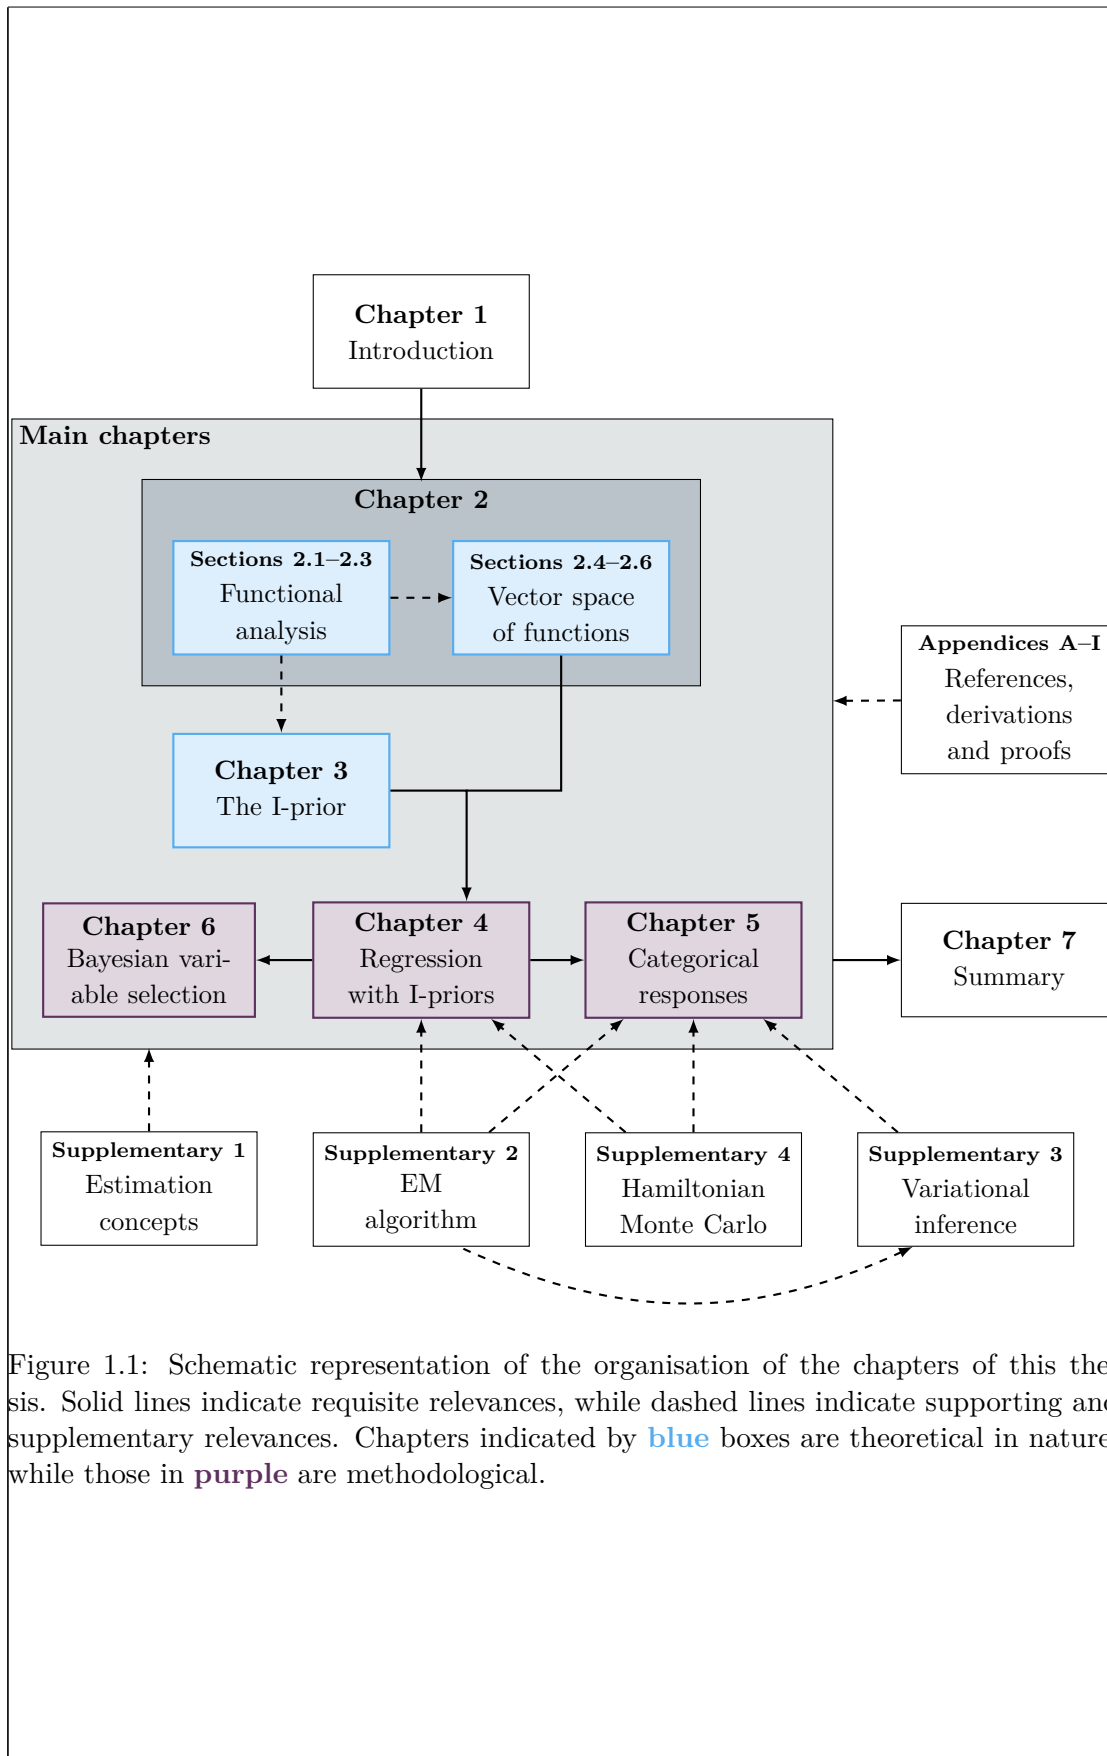 Chapter 1
Introduction
Main chapters
Chapter 2
Sections 2.1–2.3
Functional
analysis
Sections 2.4–2.6
Vector space
of functions
Appendices A–I
References,
derivations
and proofs
Chapter 3
The I-prior
Chapter 6
Bayesian vari-
able selection
Chapter 4
Regression
with I-priors
Chapter 5
Categorical
responses
Chapter 7
Summary
Supplementary 1
Estimation
concepts
Supplementary 2
EM
algorithm
Supplementary 4
Hamiltonian
Monte Carlo
Supplementary 3
Variational
inference
Figure 1.1: Schematic representation of the organisation of the chapters of this the-
sis. Solid lines indicate requisite relevances, while dashed lines indicate supporting and
supplementary relevances. Chapters indicated by blue boxes are theoretical in nature
while those in purple are methodological.